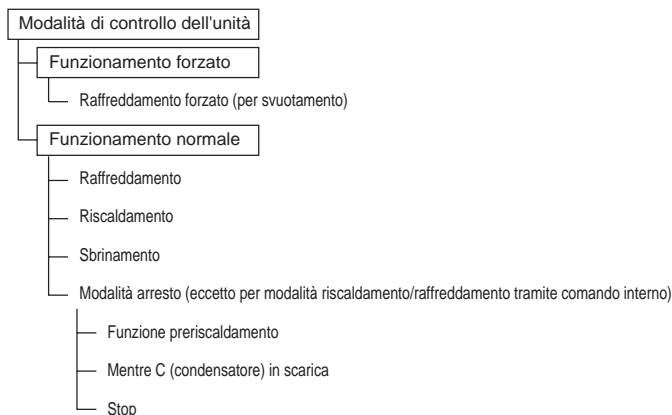 Modalità di controllo dell'unità
Funzionamento forzato
Raffreddamento forzato (per svuotamento)
Funzionamento normale
Raffreddamento
Riscaldamento
Sbrinamento
Modalità arresto (eccetto per modalità riscaldamento/raffreddamento tramite comando interno)
Funzione preriscaldamento
Mentre C (condensatore) in scarica
Stop